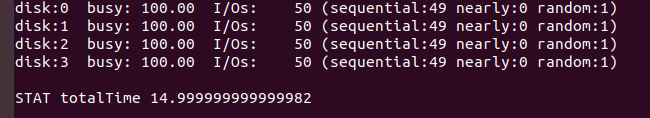 disk:0  busy: 100.00  I/Os:    50 (sequential:49 nearly:0 random:1)
disk:1  busy: 100.00  I/Os:    50 (sequential:49 nearly:0 random:1)
disk:2  busy: 100.00  I/Os:    50 (sequential:49 nearly:0 random:1)
disk:3  busy: 100.00  I/Os:    50 (sequential:49 nearly:0 random:1)
STAT totalTime 14.999999999999982